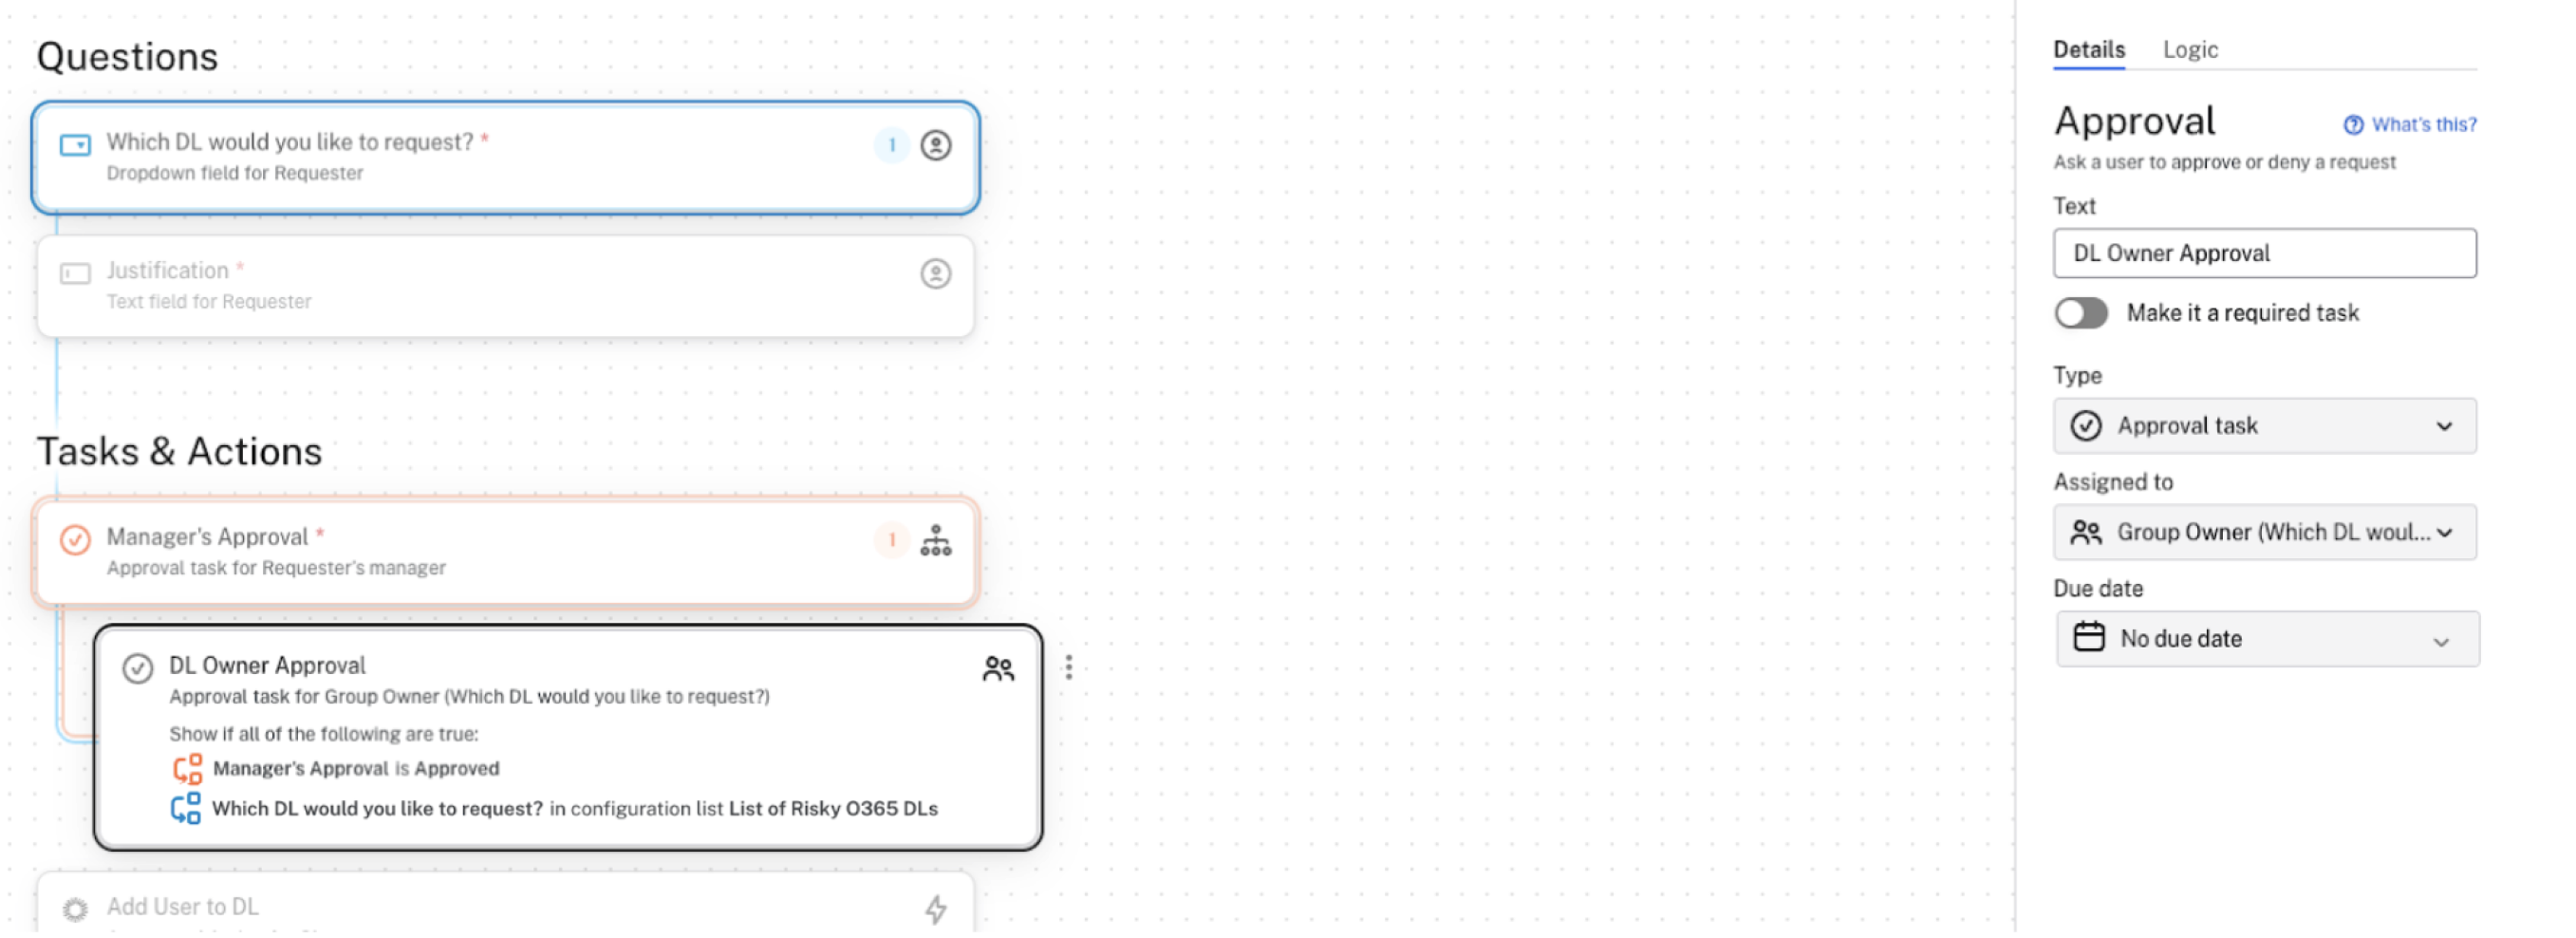 Questions
Which DL would you like to request? *
Dropdown field for Requester
1
Justification *
Text field for Requester
Tasks & Actions
Manager's Approval *
Approval task for Requester's manager
1
DL Owner Approval
Approval task for Group Owner (Which DL would you like to request?)
Show if all of the following are true:
Manager's Approval is Approved
Which DL would you like to request? in configuration list List of Risky O365 DLs
Add User to DL
Details Logic
Approval
What's this?
Ask a user to approve or deny a request
Text
DL Owner Approval
Make it a required task
Type
Approval task
Assigned to
Group Owner (Which DL woul...
Due date
No due date